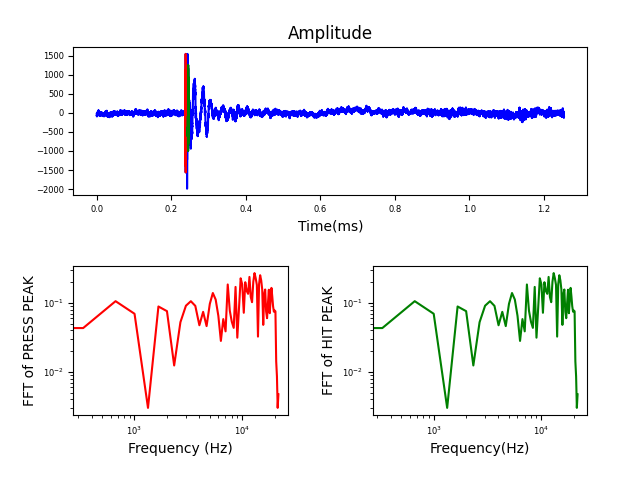 Amplitude
1500
1000
500
0
−500
−1000
−1500
−2000
0.0 0.2 0.4 0.6 0.8 1.0 1.2
Time(ms)
FFT of PRESS PEAK
10⁻¹
10⁻²
10³ 10⁴
Frequency (Hz)
FFT of HIT PEAK
10⁻¹
10⁻²
10³ 10⁴
Frequency(Hz)